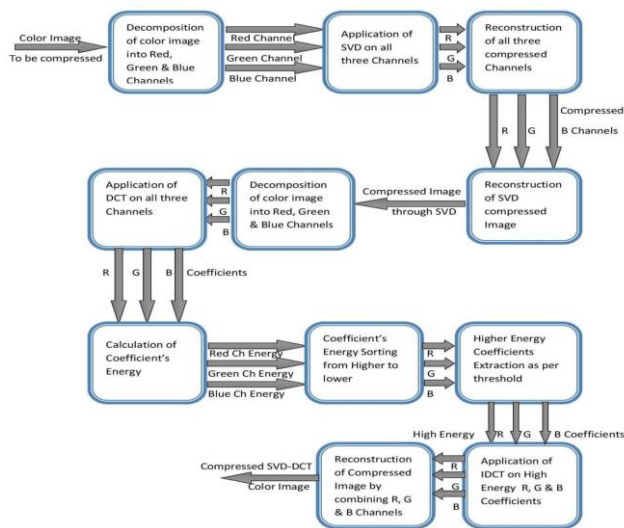 Color Image
To be compressed
Decomposition
of color image
into Red,
Green & Blue
Channels
Red Channel
Green Channel
Blue Channel
Application of
SVD on all
three Channels
R
G
B
Reconstruction
of all three
compressed
Channels
Compressed
R
G
B Channels
Reconstruction
of SVD
compressed
Image
Compressed Image
through SVD
Decomposition of
color image into
Red, Green & Blue
Channels
R
G
B
Application of
DCT on all three
Channels
R
G
B
Coefficients
Calculation of
Coefficient's
Energy
Red Ch Energy
Green Ch Energy
Blue Ch Energy
Coefficient's
Energy Sorting
from Higher to
lower
R
G
B
Higher Energy
Coefficients
Extraction as per
threshold
High Energy
R
G
B Coefficients
Application of
IDCT on High
Energy R, G & B
Coefficients
R
G
B
Reconstruction
of Compressed
Image by
combining R, G
& B Channels
Compressed SVD-DCT
Color Image